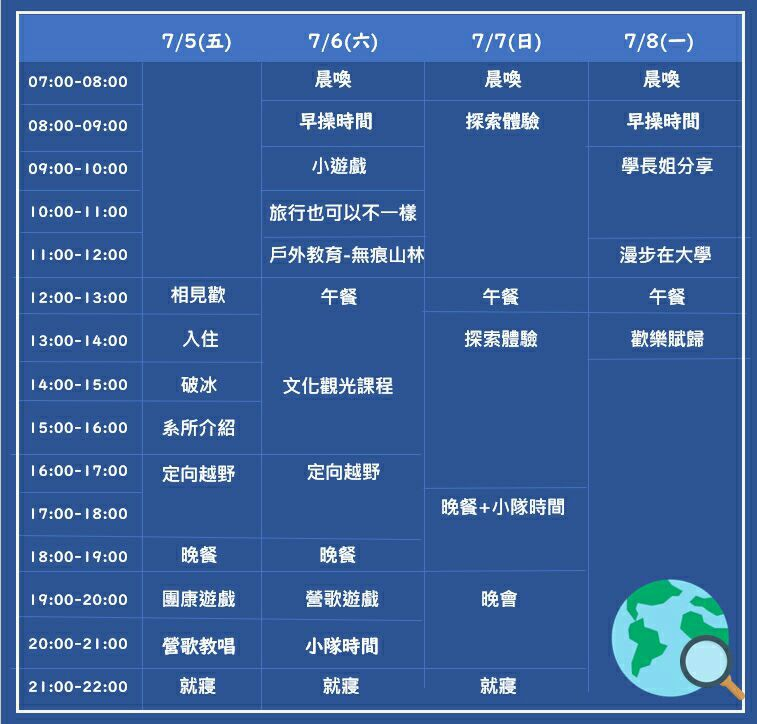 7/5(五) 7/6(六) 7/7(日) 7/8(一)
07:00-08:00 晨喚 晨喚 晨喚
08:00-09:00 早操時間 探索體驗 早操時間
09:00-10:00 小遊戲 學長姐分享
10:00-11:00 旅行也可以不一樣
11:00-12:00 戶外教育-無痕山林 漫步在大學
12:00-13:00 相見歡 午餐 午餐 午餐
13:00-14:00 入住 探索體驗 歡樂賦歸
14:00-15:00 破冰 文化觀光課程
15:00-16:00 系所介紹
16:00-17:00 定向越野 定向越野
17:00-18:00 晚餐+小隊時間
18:00-19:00 晚餐 晚餐
19:00-20:00 團康遊戲 營歌遊戲 晚會
20:00-21:00 營歌教唱 小隊時間
21:00-22:00 就寢 就寢 就寢